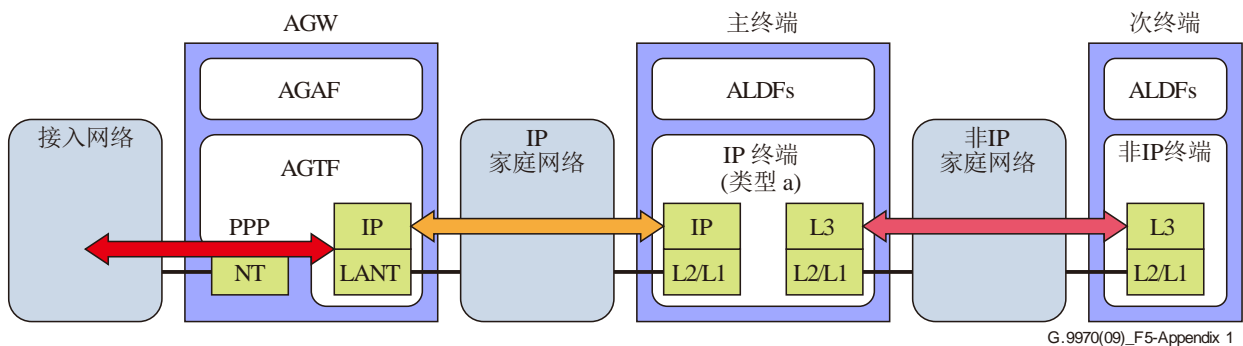 AGW
主终端
次终端
AGAF
ALDFs
ALDFs
接入网络
IP
家庭网络
非IP
家庭网络
AGTF
IP 终端
(类型 a)
非IP终端
PPP
IP
IP
L3
L3
NT
LANT
L2/L1
L2/L1
L2/L1
G.9970(09)_F5-Appendix 1